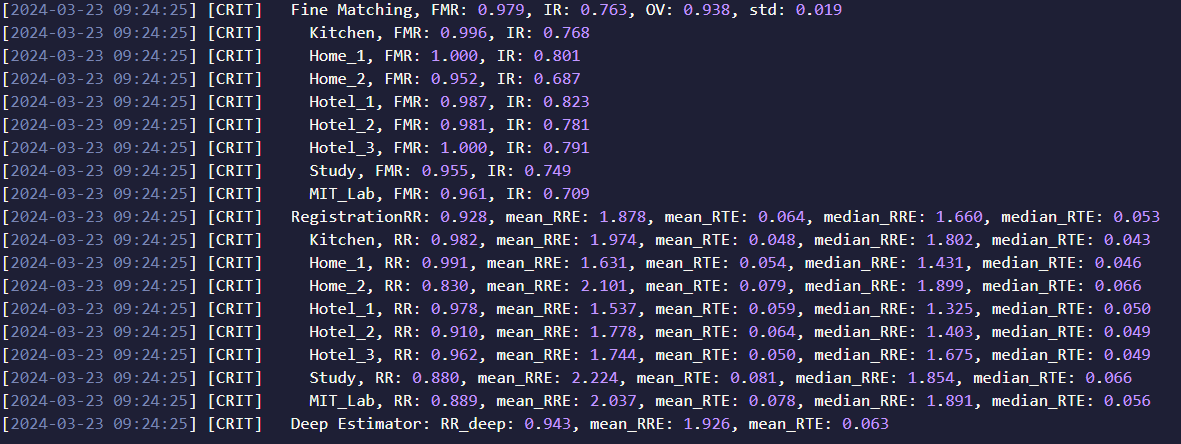 [2024-03-23 09:24:25] [CRIT] Fine Matching, FMR: 0.979, IR: 0.763, OV: 0.938, std: 0.019
[2024-03-23 09:24:25] [CRIT] Kitchen, FMR: 0.996, IR: 0.768
[2024-03-23 09:24:25] [CRIT] Home_1, FMR: 1.000, IR: 0.801
[2024-03-23 09:24:25] [CRIT] Home_2, FMR: 0.952, IR: 0.687
[2024-03-23 09:24:25] [CRIT] Hotel_1, FMR: 0.987, IR: 0.823
[2024-03-23 09:24:25] [CRIT] Hotel_2, FMR: 0.981, IR: 0.781
[2024-03-23 09:24:25] [CRIT] Hotel_3, FMR: 1.000, IR: 0.791
[2024-03-23 09:24:25] [CRIT] Study, FMR: 0.955, IR: 0.749
[2024-03-23 09:24:25] [CRIT] MIT_Lab, FMR: 0.961, IR: 0.709
[2024-03-23 09:24:25] [CRIT] RegistrationRR: 0.928, mean_RRE: 1.878, mean_RTE: 0.064, median_RRE: 1.660, median_RTE: 0.053
[2024-03-23 09:24:25] [CRIT] Kitchen, RR: 0.982, mean_RRE: 1.974, mean_RTE: 0.048, median_RRE: 1.802, median_RTE: 0.043
[2024-03-23 09:24:25] [CRIT] Home_1, RR: 0.991, mean_RRE: 1.631, mean_RTE: 0.054, median_RRE: 1.431, median_RTE: 0.046
[2024-03-23 09:24:25] [CRIT] Home_2, RR: 0.830, mean_RRE: 2.101, mean_RTE: 0.079, median_RRE: 1.899, median_RTE: 0.066
[2024-03-23 09:24:25] [CRIT] Hotel_1, RR: 0.978, mean_RRE: 1.537, mean_RTE: 0.059, median_RRE: 1.325, median_RTE: 0.050
[2024-03-23 09:24:25] [CRIT] Hotel_2, RR: 0.910, mean_RRE: 1.778, mean_RTE: 0.064, median_RRE: 1.403, median_RTE: 0.049
[2024-03-23 09:24:25] [CRIT] Hotel_3, RR: 0.962, mean_RRE: 1.744, mean_RTE: 0.050, median_RRE: 1.675, median_RTE: 0.049
[2024-03-23 09:24:25] [CRIT] Study, RR: 0.880, mean_RRE: 2.224, mean_RTE: 0.081, median_RRE: 1.854, median_RTE: 0.066
[2024-03-23 09:24:25] [CRIT] MIT_Lab, RR: 0.889, mean_RRE: 2.037, mean_RTE: 0.078, median_RRE: 1.891, median_RTE: 0.056
[2024-03-23 09:24:25] [CRIT] Deep Estimator: RR_deep: 0.943, mean_RRE: 1.926, mean_RTE: 0.063